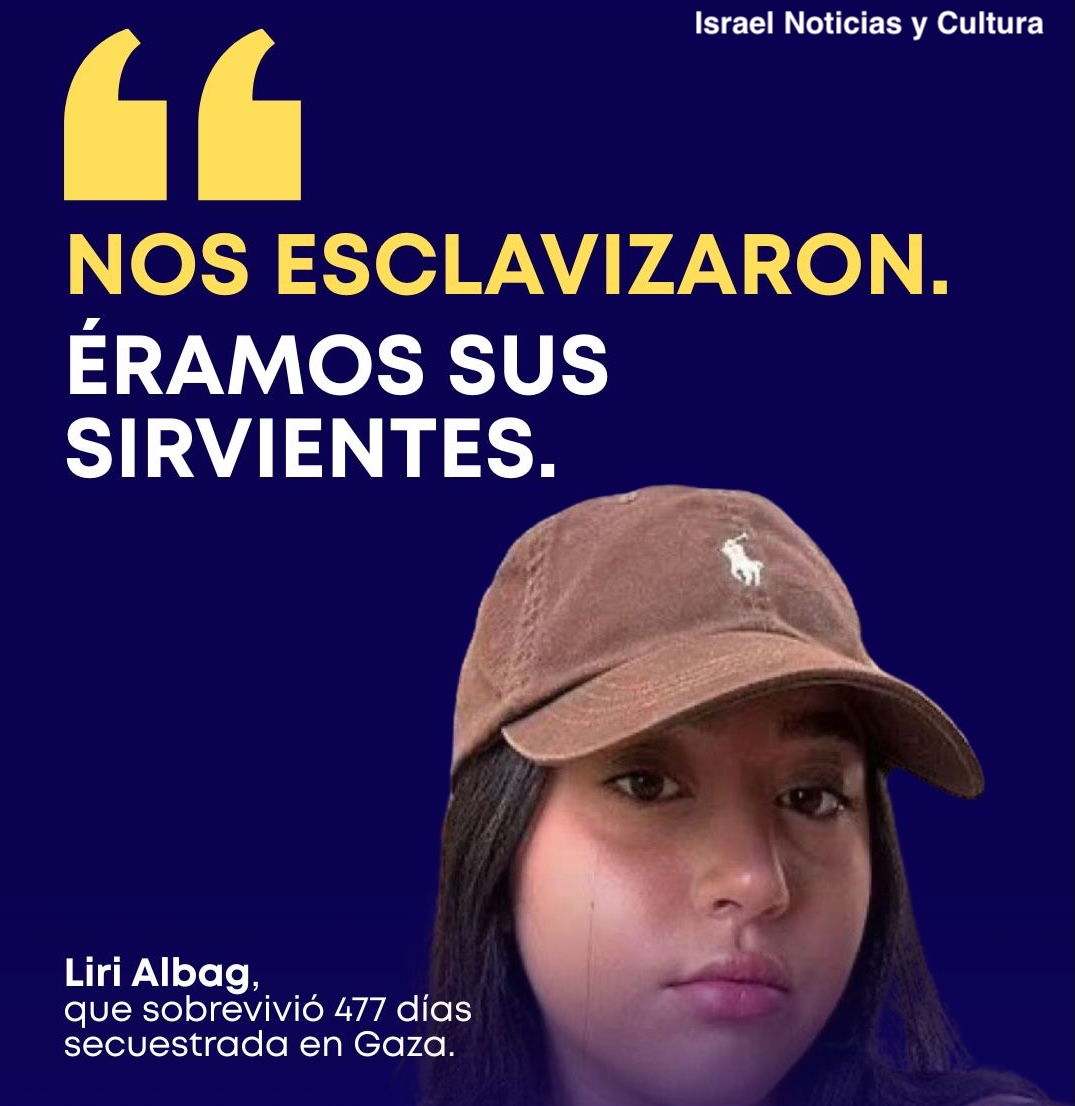 Israel Noticias y Cultura
“
NOS ESCLAVIZARON.
ÉRAMOS SUS
SIRVIENTES.
Liri Albag,
que sobrevivió 477 días
secuestrada en Gaza.